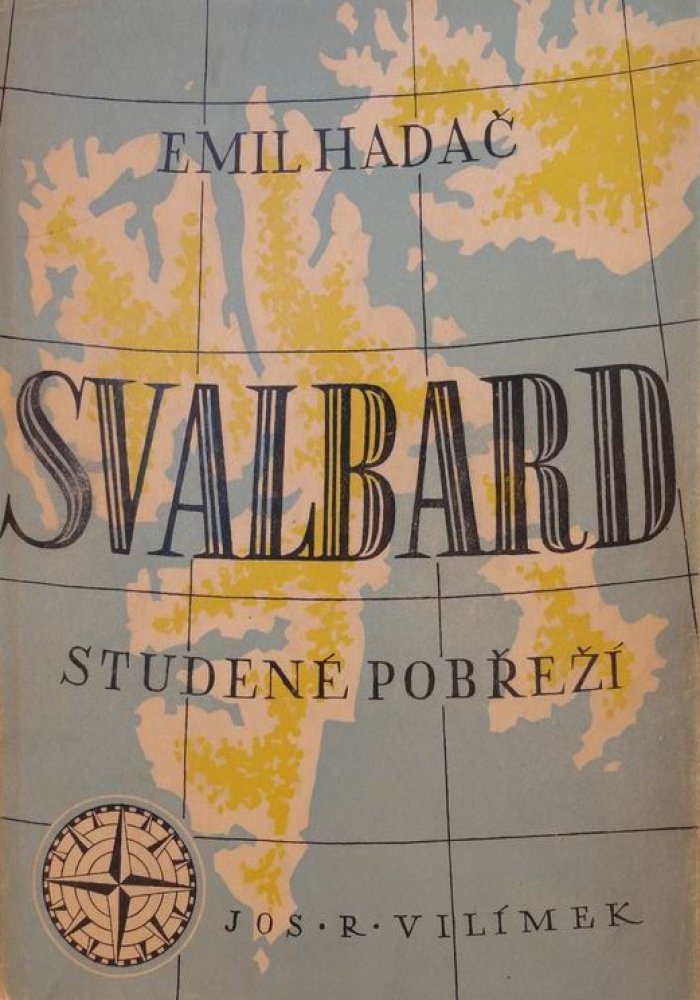 EMIL HADAČ
SVALBARD
STUDENÉ POBŘEŽÍ
JOS · R · VILÍMEK